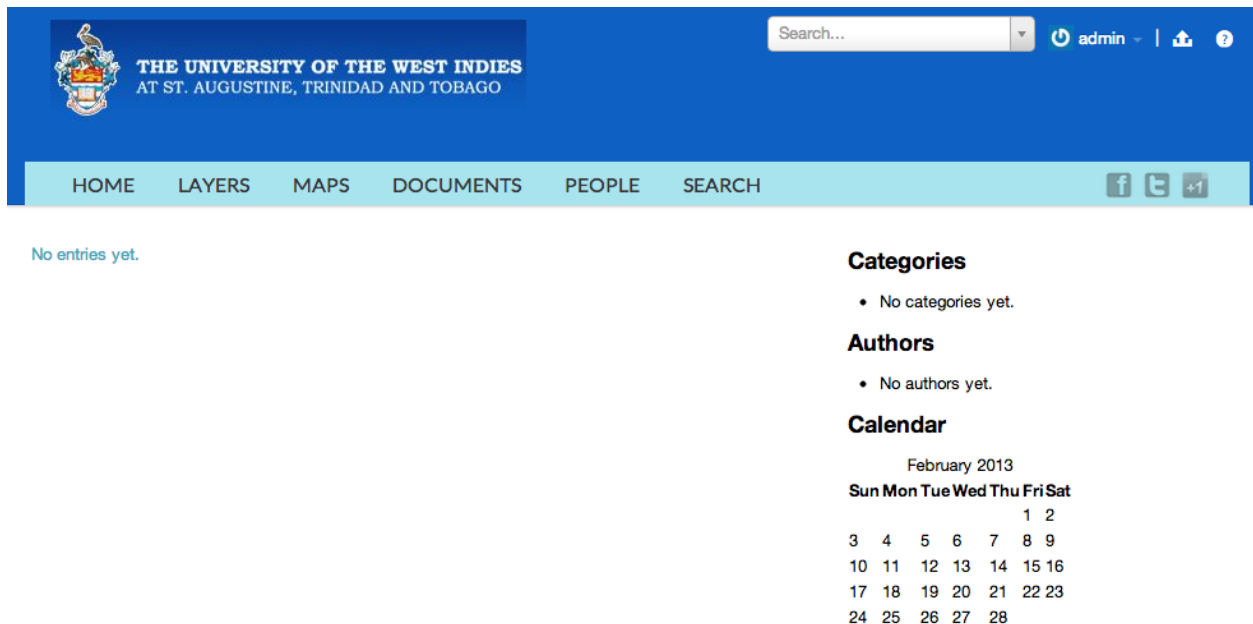 Search...
admin
|
?
THE UNIVERSITY OF THE WEST INDIES
AT ST. AUGUSTINE, TRINIDAD AND TOBAGO
HOME LAYERS MAPS DOCUMENTS PEOPLE SEARCH
f t +1
No entries yet.
Categories
• No categories yet.
Authors
• No authors yet.
Calendar
February 2013
Sun Mon Tue Wed Thu Fri Sat
1 2
3 4 5 6 7 8 9
10 11 12 13 14 15 16
17 18 19 20 21 22 23
24 25 26 27 28